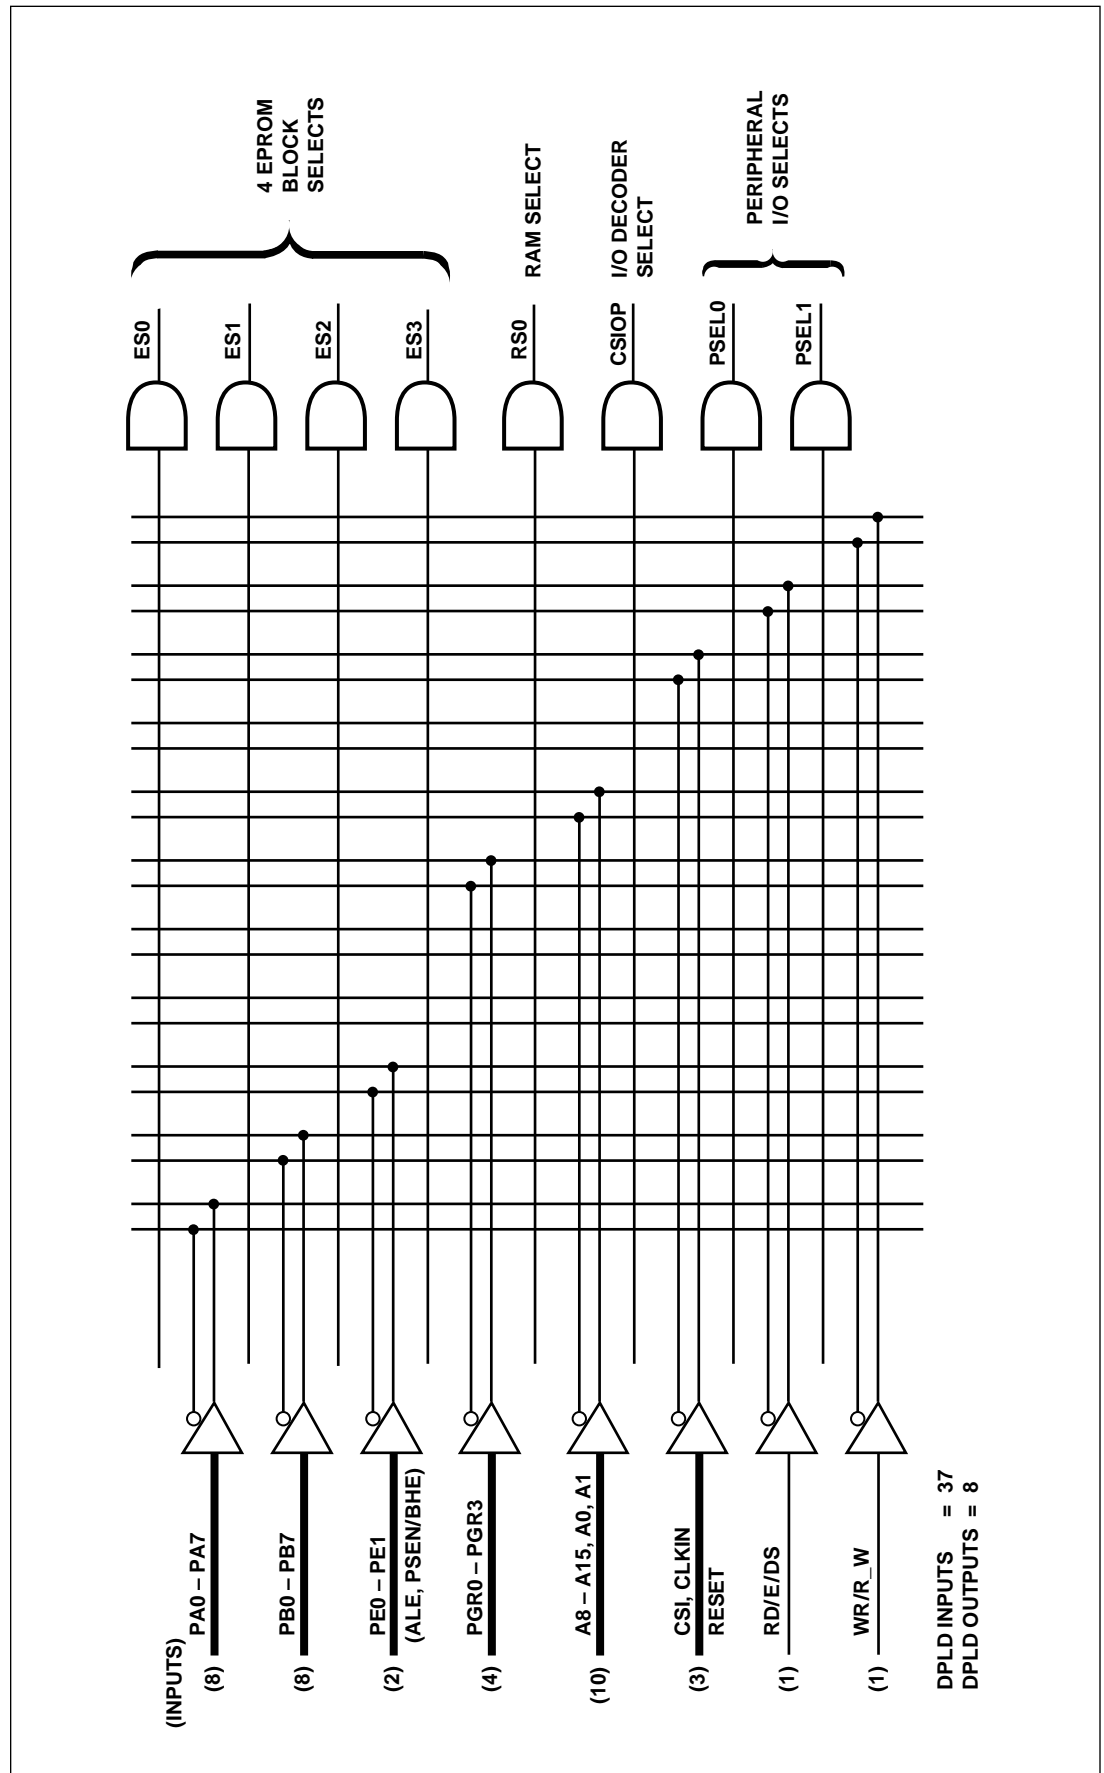 (INPUTS)
(8) PA0 – PA7
(8) PB0 – PB7
(2) PE0 – PE1
(ALE, PSEN/BHE)
(4) PGR0 – PGR3
(10) A8 – A15, A0, A1
(3) CSI, CLKIN
RESET
(1) RD/E/DS
(1) WR/R_W
DPLD INPUTS = 37
DPLD OUTPUTS = 8
ES0
ES1
ES2
ES3
RS0
CSIOP
PSEL0
PSEL1
4 EPROM
BLOCK
SELECTS
RAM SELECT
I/O DECODER
SELECT
PERIPHERAL
I/O SELECTS